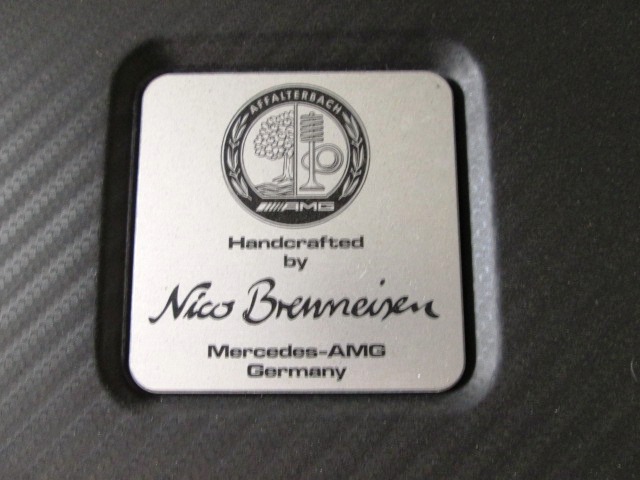 AFFALTERBACH
AMG
Handcrafted
by
Nico Brenneisen
Mercedes-AMG
Germany